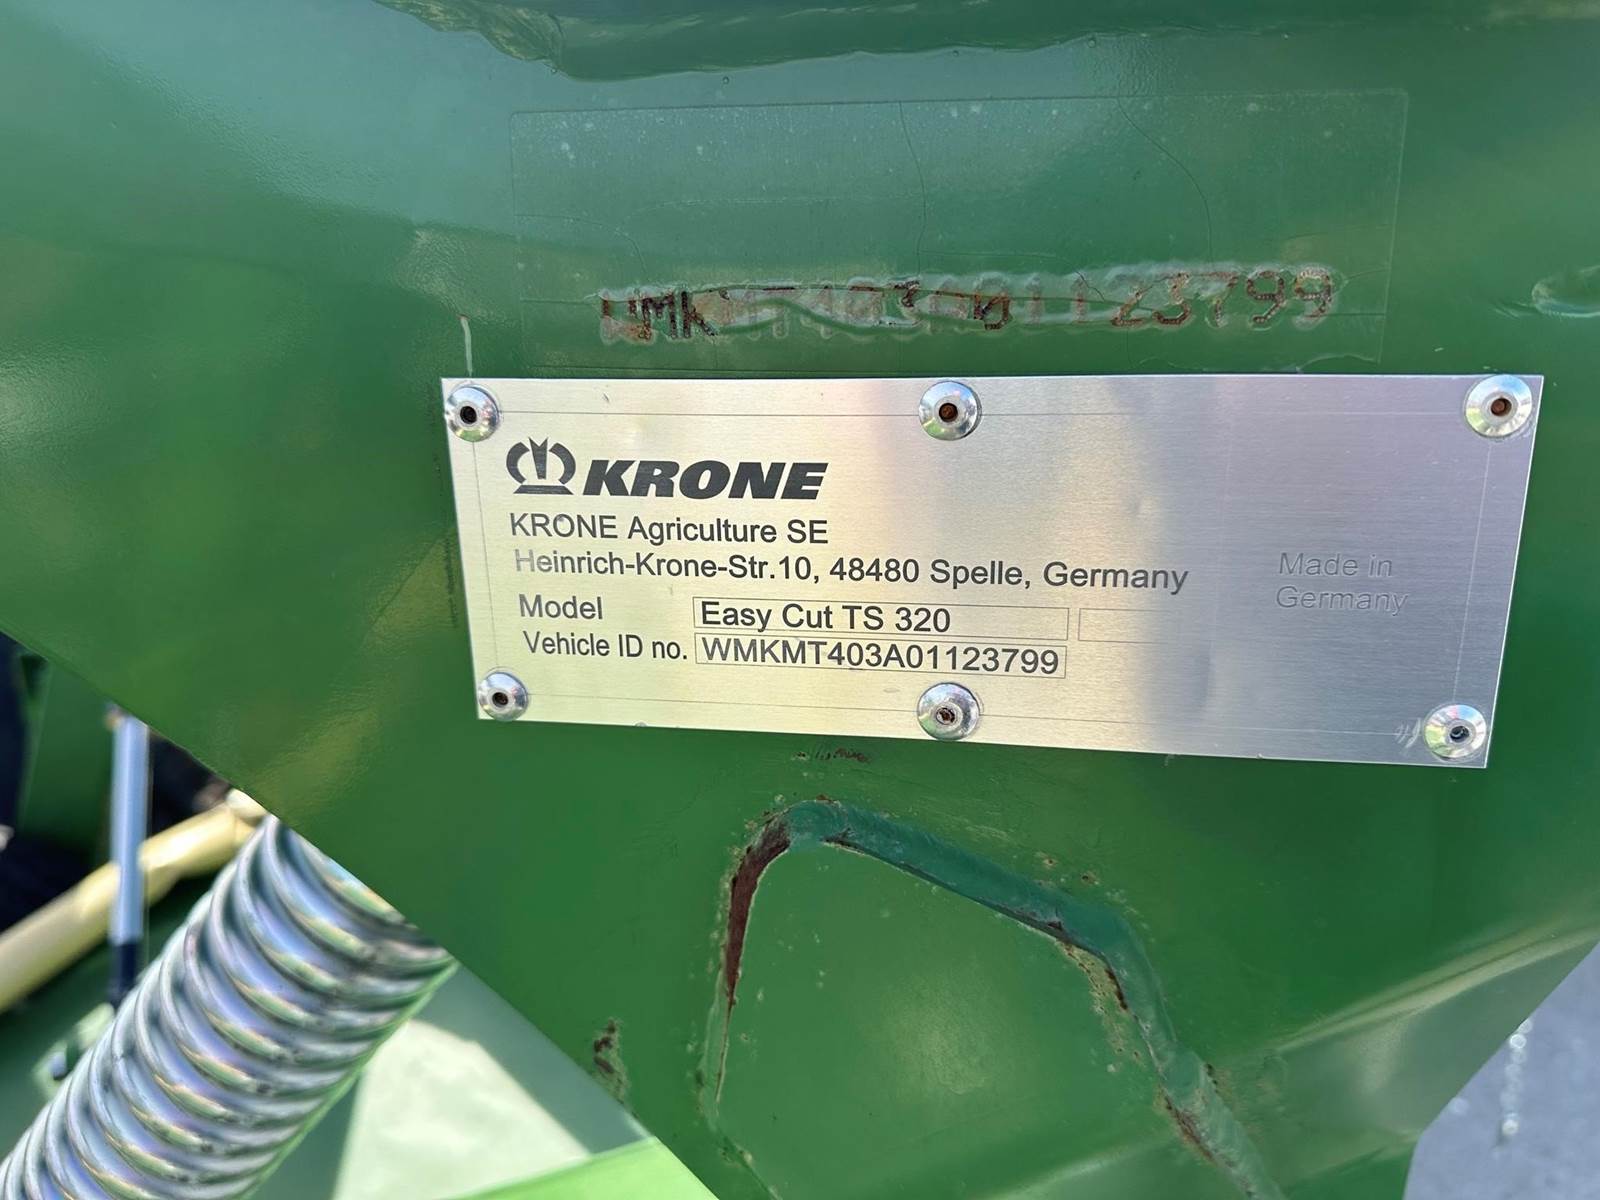 WMKMT403A01123799
KRONE
KRONE Agriculture SE
Heinrich-Krone-Str.10, 48480 Spelle, Germany
Made in
Germany
Model Easy Cut TS 320
Vehicle ID no. WMKMT403A01123799